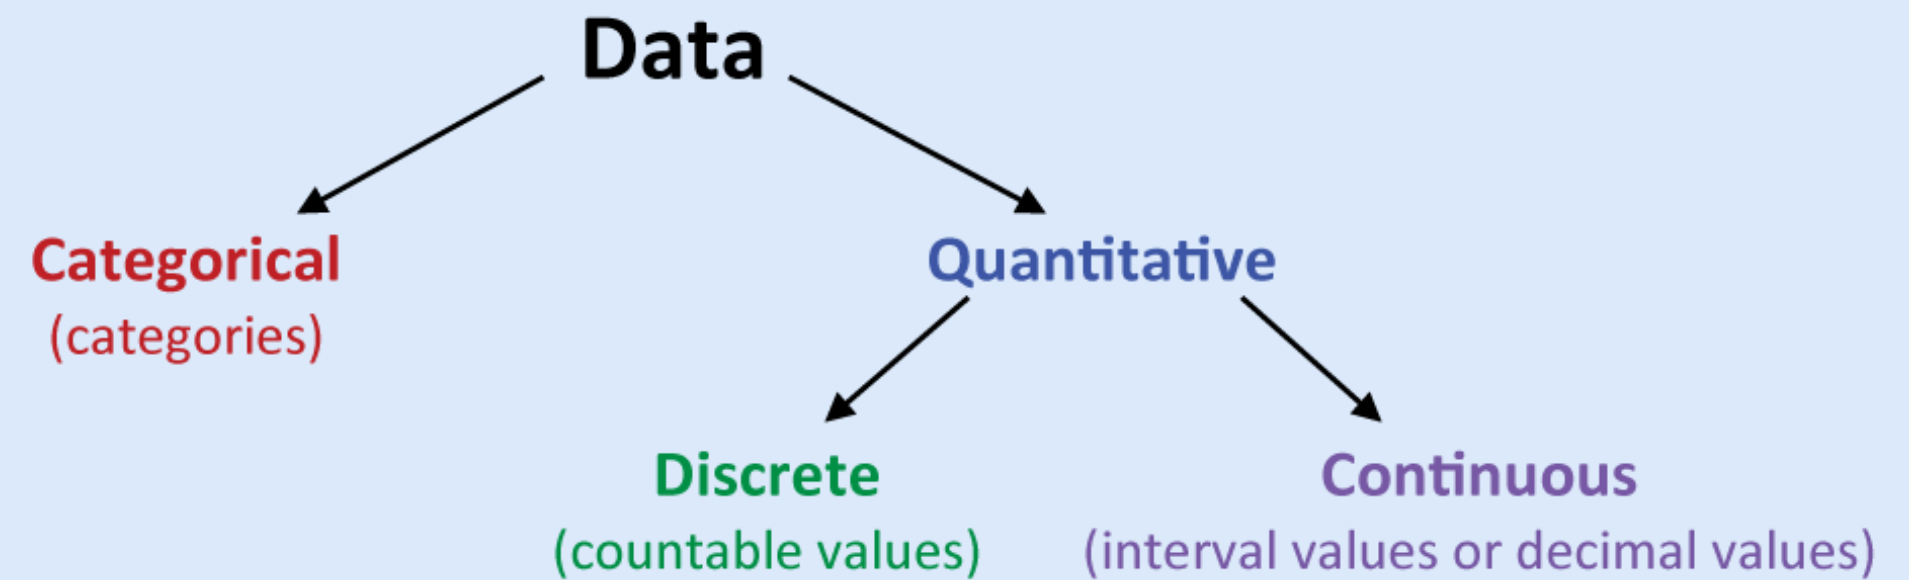 Data
Categorical
(categories)
Quantitative
Discrete
(countable values)
Continuous
(interval values or decimal values)